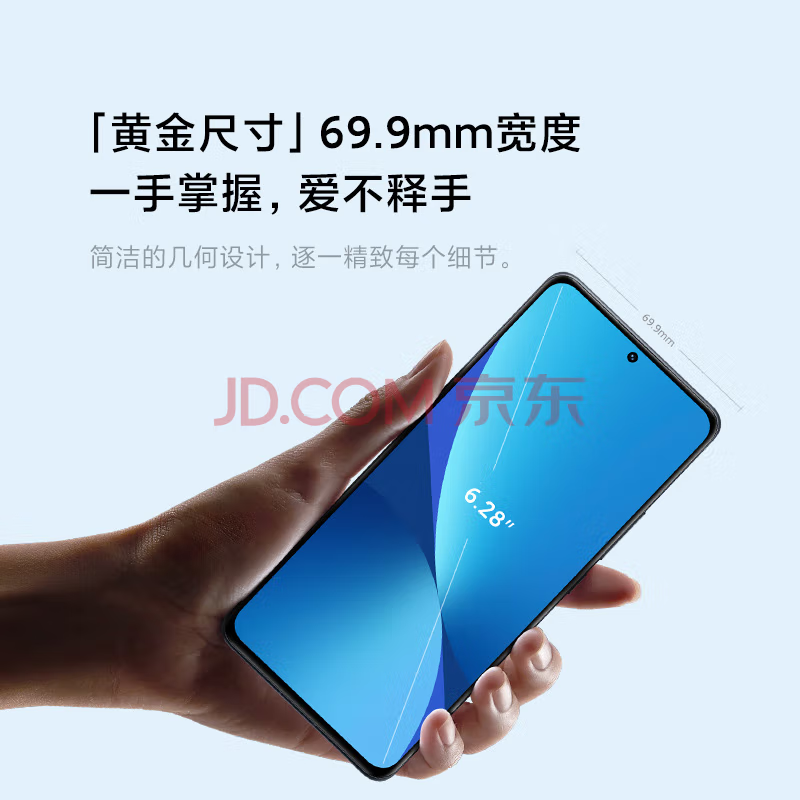 「黄金尺寸」69.9mm宽度
一手掌握，爱不释手
简洁的几何设计，逐一精致每个细节。
69.9mm
JD.COM 京东
6.28"